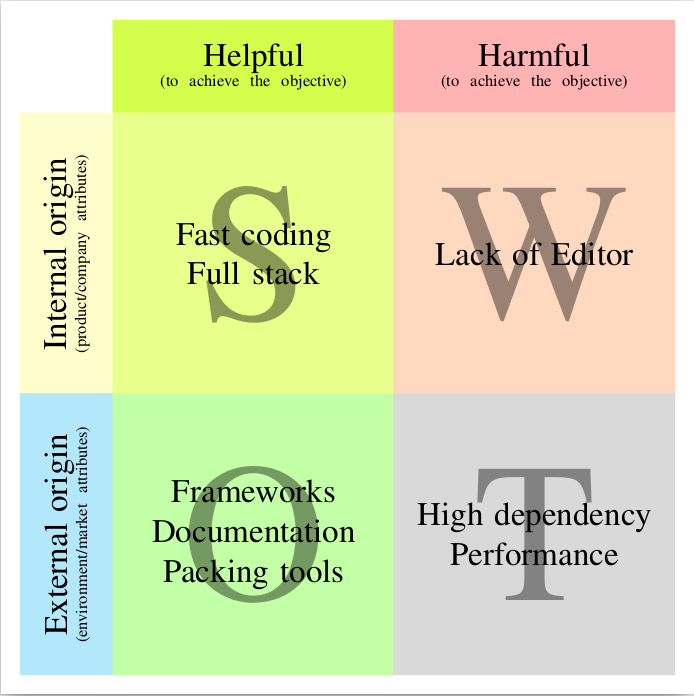 Helpful
(to achieve the objective)
Harmful
(to achieve the objective)
Internal origin
(product/company attributes)
S
Fast coding
Full stack
W
Lack of Editor
External origin
(environment/market attributes)
O
Frameworks
Documentation
Packing tools
T
High dependency
Performance